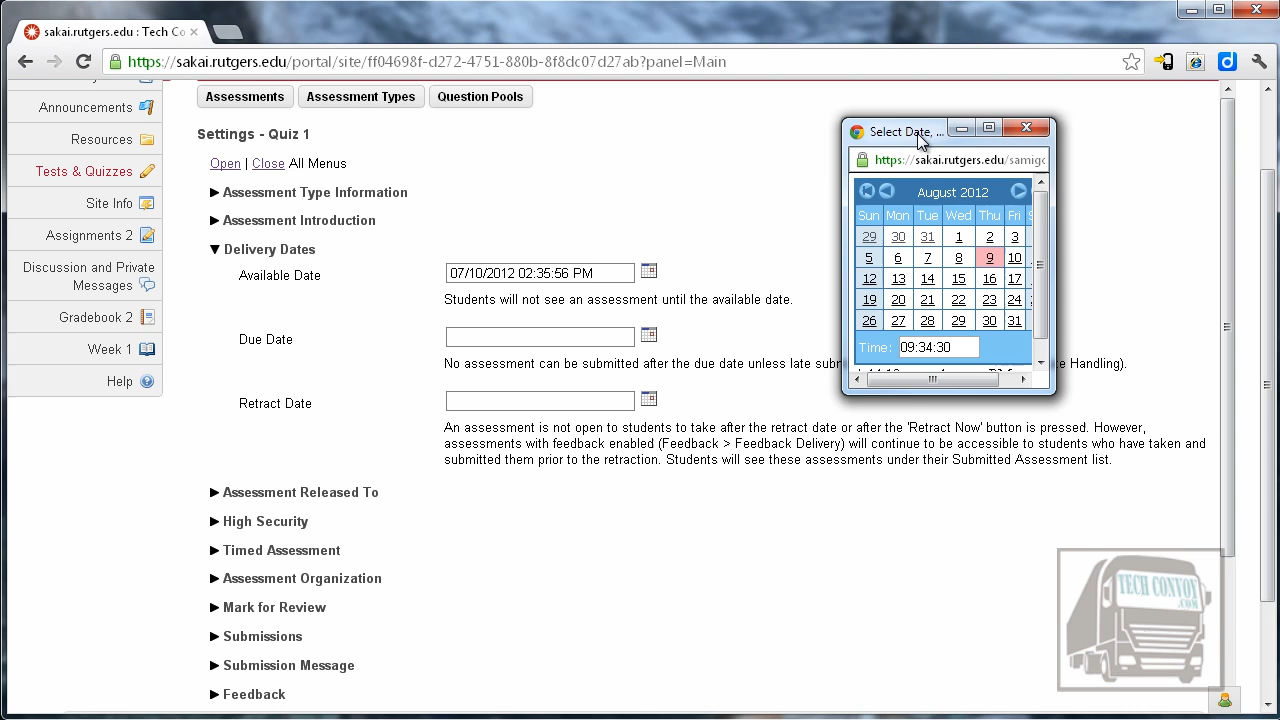 sakai.rutgers.edu : Tech Co
https://sakai.rutgers.edu/portal/site/ff04698f-d272-4751-880b-8f8dc07d27ab?panel=Main
Announcements
Resources
Tests & Quizzes
Site Info
Assignments 2
Discussion and Private
Messages
Gradebook 2
Week 1
Help
Assessments
Assessment Types
Question Pools
Settings - Quiz 1
Open | Close All Menus
Assessment Type Information
Assessment Introduction
Delivery Dates
Available Date
07/10/2012 02:35:56 PM
Students will not see an assessment until the available date.
Due Date
No assessment can be submitted after the due date unless late subm
Handling).
Retract Date
An assessment is not open to students to take after the retract date or after the 'Retract Now' button is pressed. However,
assessments with feedback enabled (Feedback > Feedback Delivery) will continue to be accessible to students who have taken and
submitted them prior to the retraction. Students will see these assessments under their Submitted Assessment list.
Assessment Released To
High Security
Timed Assessment
Assessment Organization
Mark for Review
Submissions
Submission Message
Feedback
Select Date, ...
https://sakai.rutgers.edu/samigo
August 2012
Sun Mon Tue Wed Thu Fri S
29 30 31 1 2 3
5 6 7 8 9 10
12 13 14 15 16 17
19 20 21 22 23 24
26 27 28 29 30 31
Time: 09:34:30
TECH CONVOY
.COM